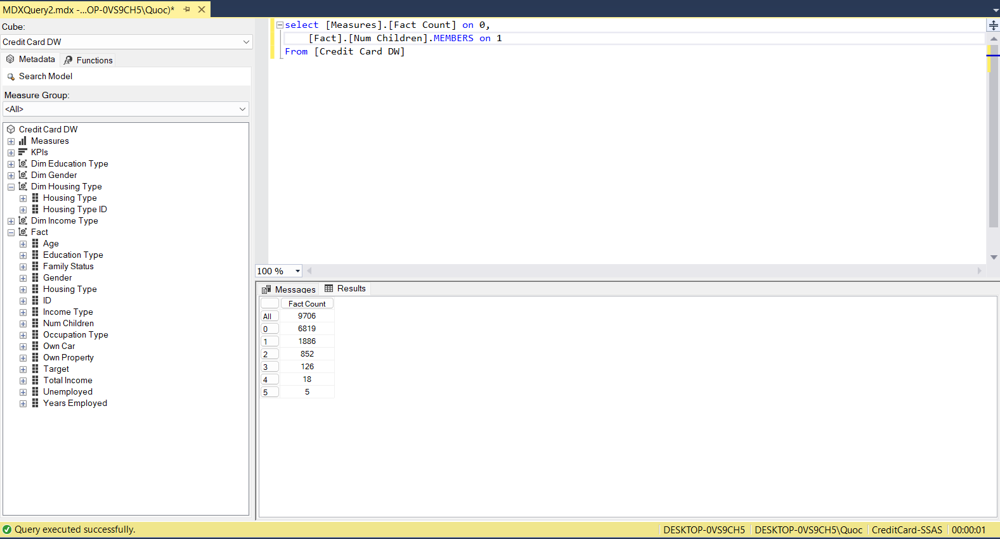 MDXQuery2.mdx -...OP-0VS9CH5\Quoc)*
Cube:
Credit Card DW
Metadata
Functions
Search Model
Measure Group:
<All>
Credit Card DW
Measures
KPIs
Dim Education Type
Dim Gender
Dim Housing Type
Housing Type
Housing Type ID
Dim Income Type
Fact
Age
Education Type
Family Status
Gender
Housing Type
ID
Income Type
Num Children
Occupation Type
Own Car
Own Property
Target
Total Income
Unemployed
Years Employed
select [Measures].[Fact Count] on 0,
[Fact].[Num Children].MEMBERS on 1
From [Credit Card DW]
100 %
Messages
Results
Fact Count
All 9706
0 6819
1 1886
2 852
3 126
4 18
5 5
Query executed successfully.
DESKTOP-0VS9CH5
DESKTOP-0VS9CH5\Quoc
CreditCard-SSAS
00:00:01